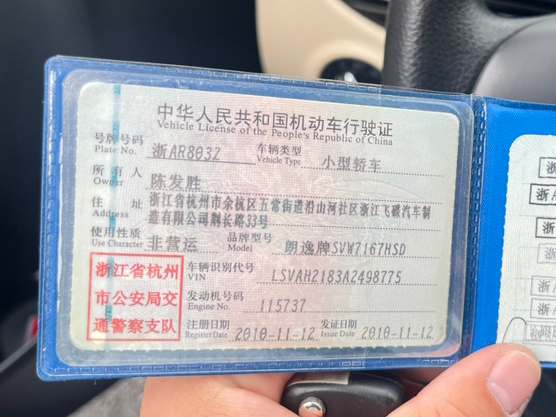 中华人民共和国机动车行驶证
Vehicle License of the People's Republic of China
号牌号码 浙AR803Z 车辆类型 小型轿车
Plate No. Vehicle Type
所有人 陈发胜
Owner
住址 浙江省杭州市余杭区五常街道沿山河社区浙江飞碟汽车制
Address 造有限公司荆长路33号
使用性质 非营运 品牌型号 朗逸牌SVW7167HSD
Use Character Model
浙江省杭州
市公安局交
通警察支队
车辆识别代号 LSVAH2183A2498775
VIN
发动机号码 115737
Engine No.
注册日期 2010-11-12 发证日期 2010-11-12
Register Date Issue Date